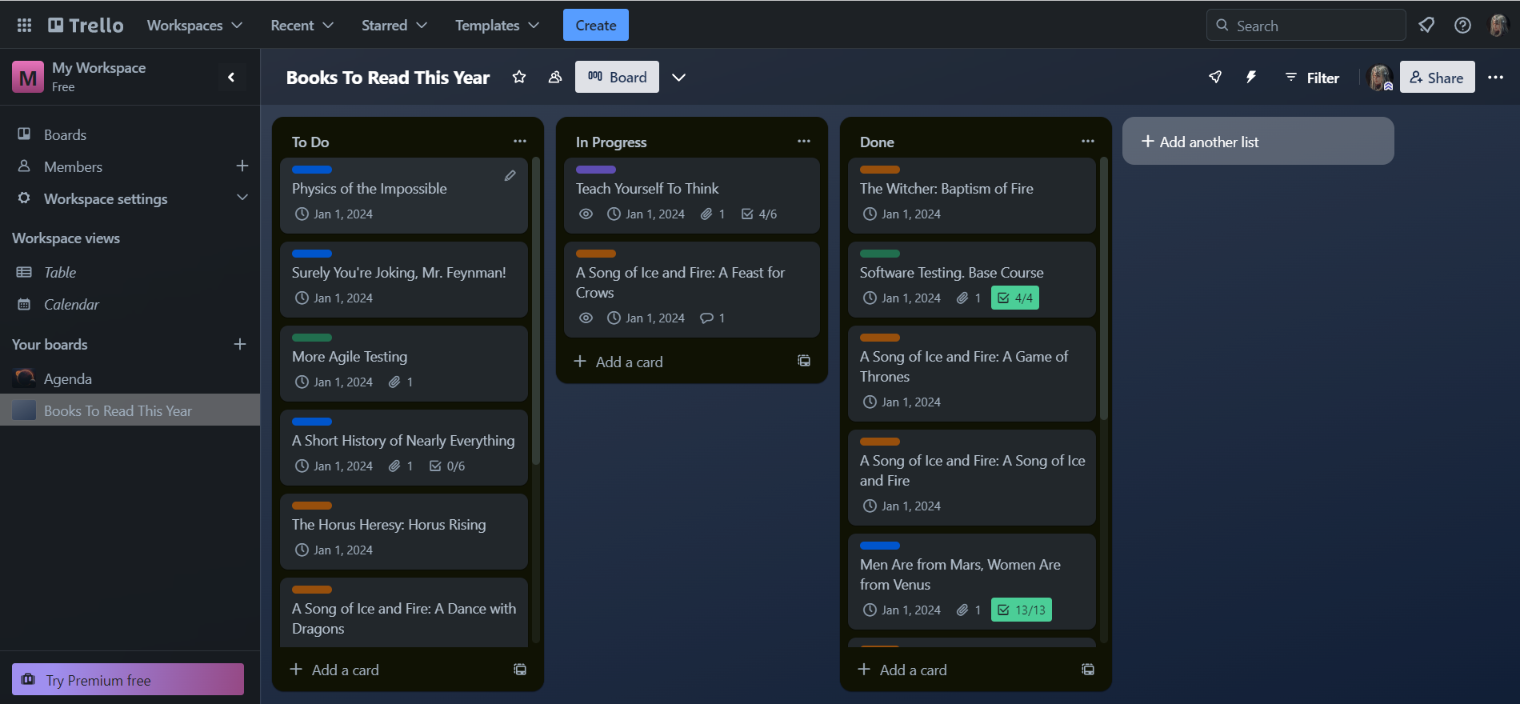 Trello
Workspaces
Recent
Starred
Templates
Create
Search
M
My Workspace
Free
Books To Read This Year
Board
Filter
Share
Boards
Members
Workspace settings
Workspace views
Table
Calendar
Your boards
Agenda
Books To Read This Year
Try Premium free
To Do
Physics of the Impossible
Jan 1, 2024
Surely You're Joking, Mr. Feynman!
Jan 1, 2024
More Agile Testing
Jan 1, 2024 1
A Short History of Nearly Everything
Jan 1, 2024 1 0/6
The Horus Heresy: Horus Rising
Jan 1, 2024
A Song of Ice and Fire: A Dance with
Dragons
Add a card
In Progress
Teach Yourself To Think
Jan 1, 2024 1 4/6
A Song of Ice and Fire: A Feast for
Crows
Jan 1, 2024 1
Add a card
Done
The Witcher: Baptism of Fire
Jan 1, 2024
Software Testing. Base Course
Jan 1, 2024 1 4/4
A Song of Ice and Fire: A Game of
Thrones
Jan 1, 2024
A Song of Ice and Fire: A Song of Ice
and Fire
Jan 1, 2024
Men Are from Mars, Women Are
from Venus
Jan 1, 2024 1 13/13
Add a card
Add another list